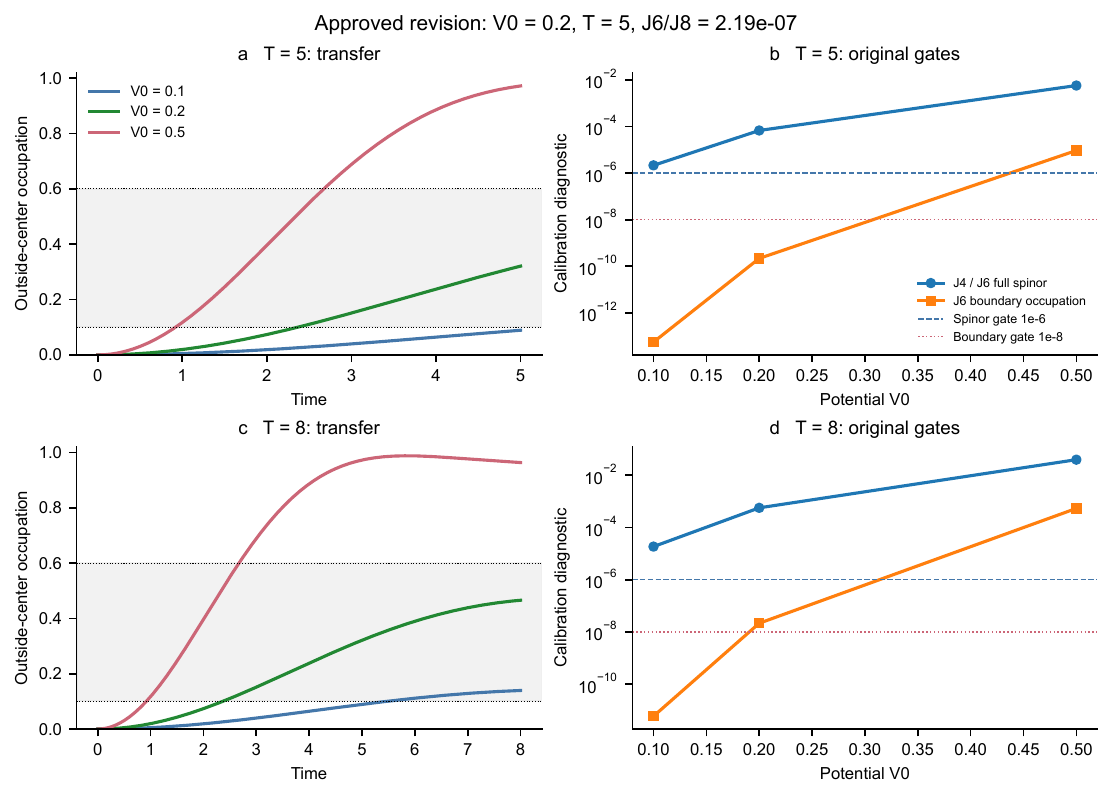 Approved revision: V0 = 0.2, T = 5, J6/J8 = 2.19e-07
a T = 5: transfer
Outside-center occupation
1.0
0.8
0.6
0.4
0.2
0.0
V0 = 0.1
V0 = 0.2
V0 = 0.5
0 1 2 3 4 5
Time
b T = 5: original gates
Calibration diagnostic
10⁻²
10⁻⁴
10⁻⁶
10⁻⁸
10⁻¹⁰
10⁻¹²
J4 / J6 full spinor
J6 boundary occupation
Spinor gate 1e-6
Boundary gate 1e-8
0.10 0.15 0.20 0.25 0.30 0.35 0.40 0.45 0.50
Potential V0
c T = 8: transfer
Outside-center occupation
1.0
0.8
0.6
0.4
0.2
0.0
0 1 2 3 4 5 6 7 8
Time
d T = 8: original gates
Calibration diagnostic
10⁻²
10⁻⁴
10⁻⁶
10⁻⁸
10⁻¹⁰
0.10 0.15 0.20 0.25 0.30 0.35 0.40 0.45 0.50
Potential V0